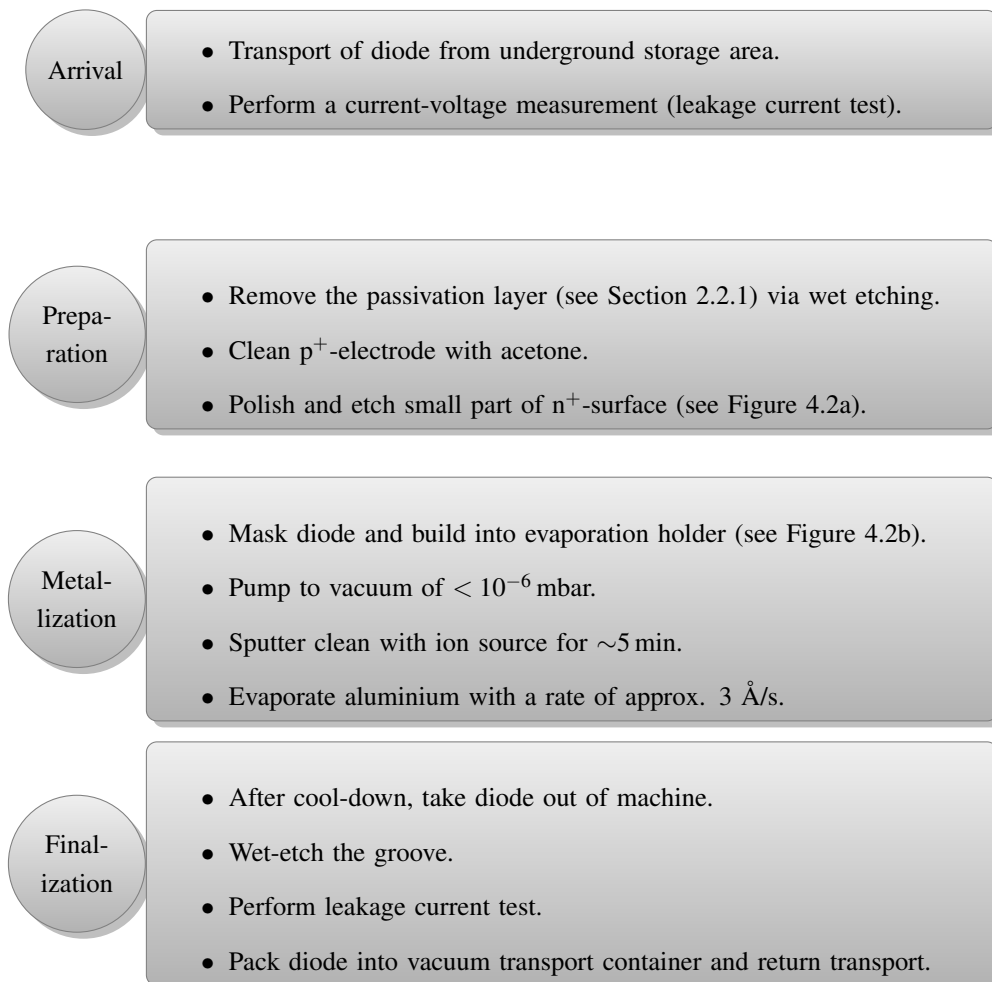 Arrival
• Transport of diode from underground storage area.
• Perform a current-voltage measurement (leakage current test).
Prepa-
ration
• Remove the passivation layer (see Section 2.2.1) via wet etching.
• Clean p⁺-electrode with acetone.
• Polish and etch small part of n⁺-surface (see Figure 4.2a).
Metal-
lization
• Mask diode and build into evaporation holder (see Figure 4.2b).
• Pump to vacuum of < 10⁻⁶ mbar.
• Sputter clean with ion source for ∼5 min.
• Evaporate aluminium with a rate of approx. 3 Å/s.
Final-
ization
• After cool-down, take diode out of machine.
• Wet-etch the groove.
• Perform leakage current test.
• Pack diode into vacuum transport container and return transport.